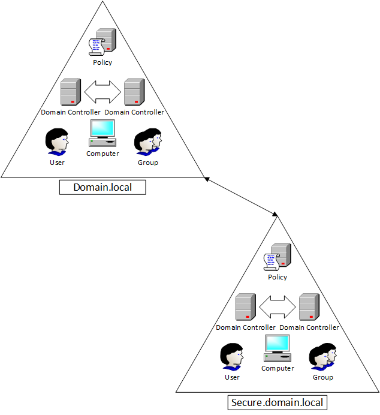 Policy
Domain Controller Domain Controller
User Computer Group
Domain.local
Policy
Domain Controller Domain Controller
User Computer Group
Secure.domain.local